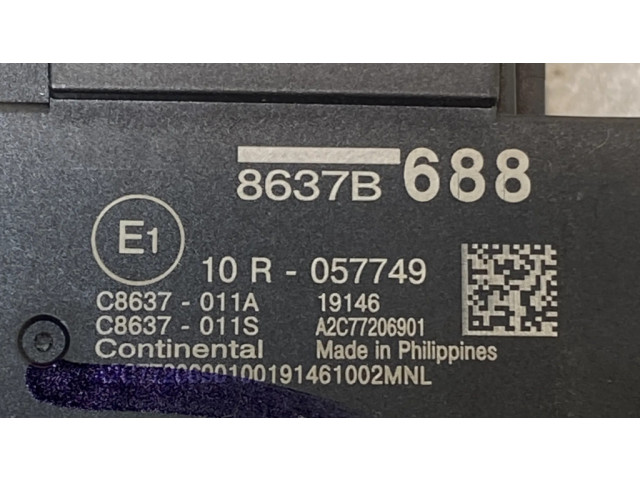 8637B 688
E1
10 R - 057749
C8637 - 011A 19146
C8637 - 011S A2C77206901
Continental Made in Philippines